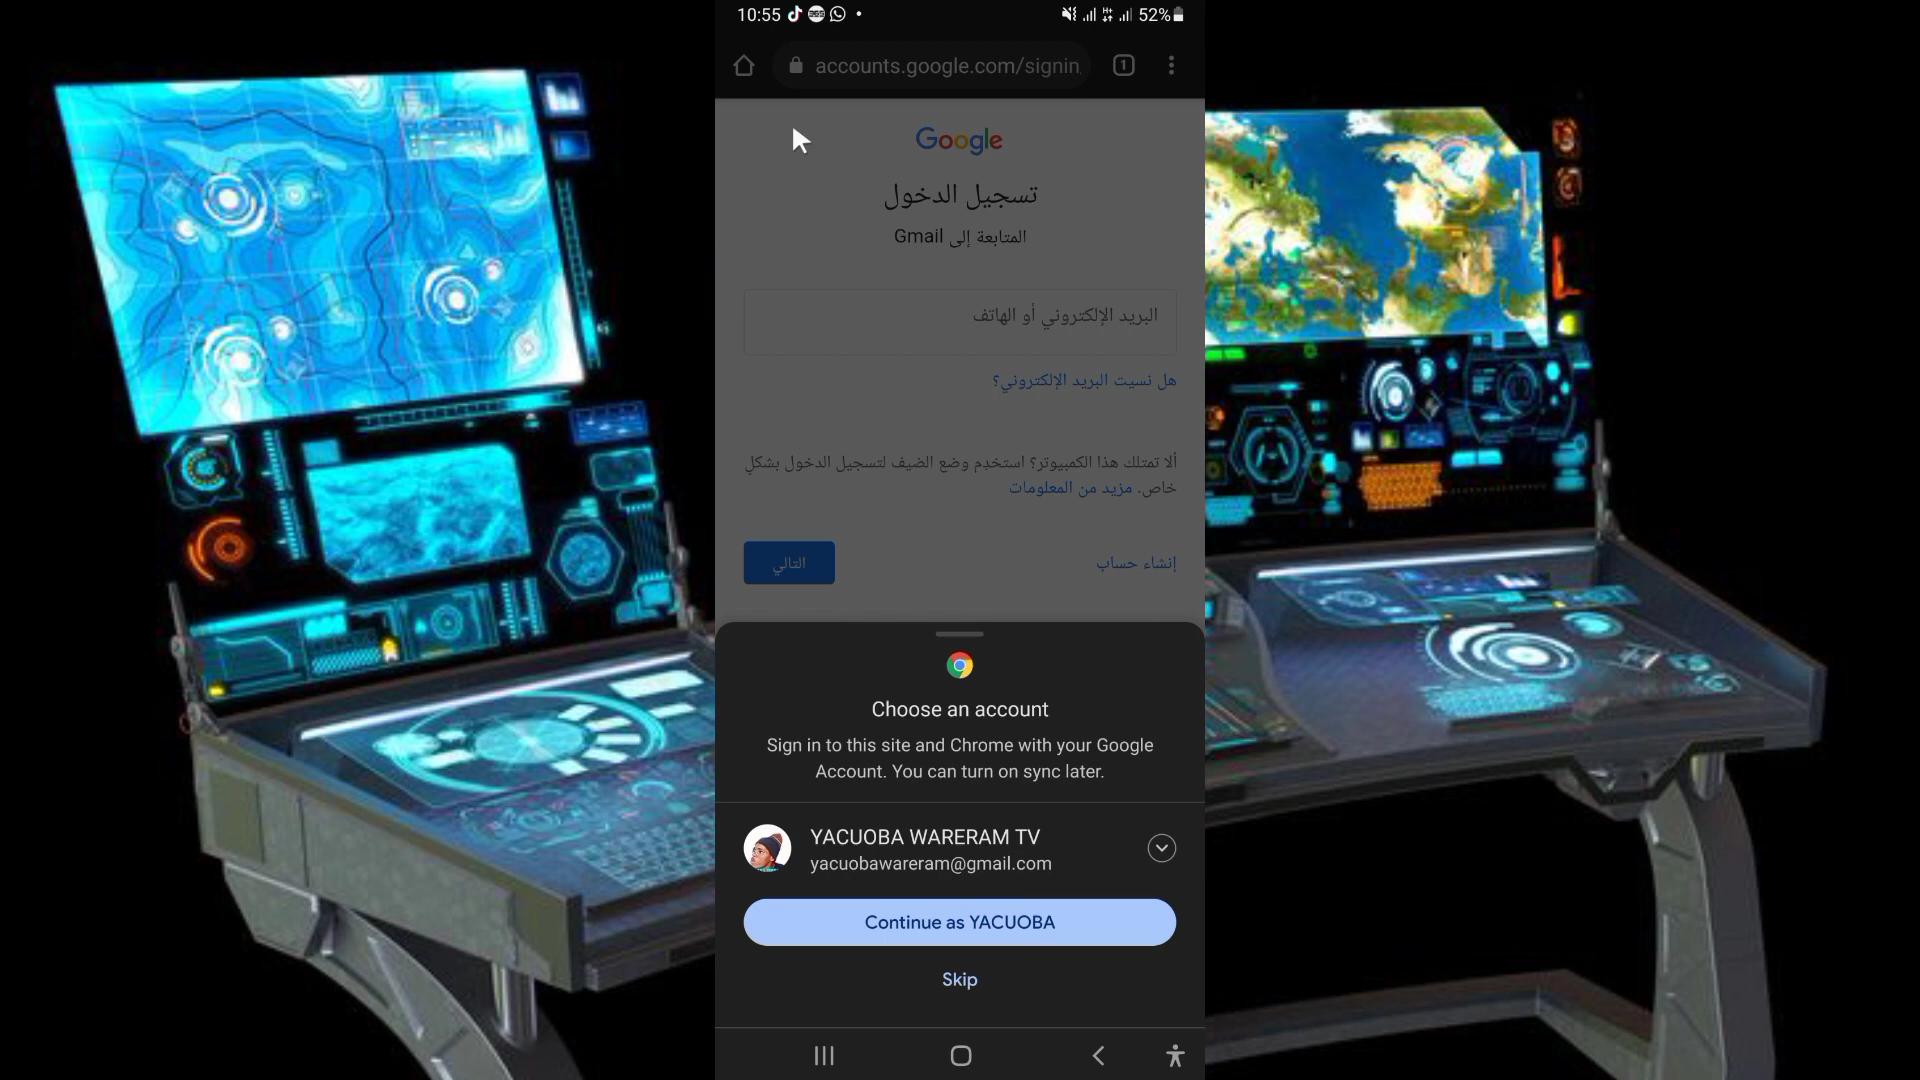 10:55
52%
accounts.google.com/signin
1
Google
تسجيل الدخول
المتابعة إلى Gmail
البريد الإلكتروني أو الهاتف
هل نسيت البريد الإلكتروني؟
ألا تمتلك هذا الكمبيوتر؟ استخدِم وضع الضيف لتسجيل الدخول بشكلٍ
خاص. مزيد من المعلومات
إنشاء حساب
التالي
Choose an account
Sign in to this site and Chrome with your Google
Account. You can turn on sync later.
YACUOBA WARERAM TV
yacuobawareram@gmail.com
Continue as YACUOBA
Skip